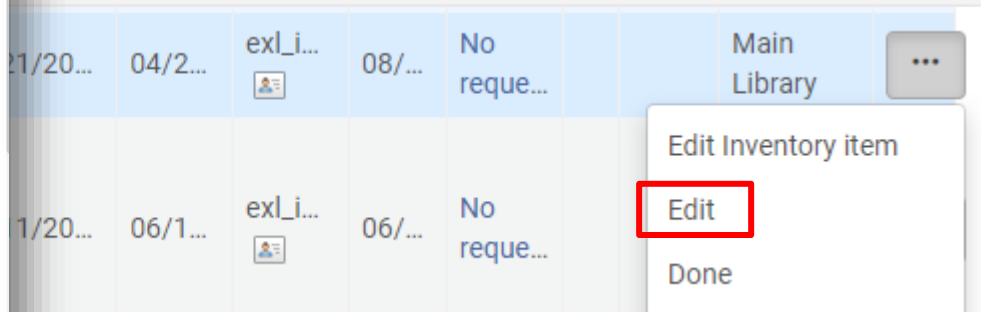 21/20... 04/2... exl_i... 08/... No reque... Main Library ...
Edit Inventory item
Edit
11/20... 06/1... exl_i... 06/... No reque...
Done